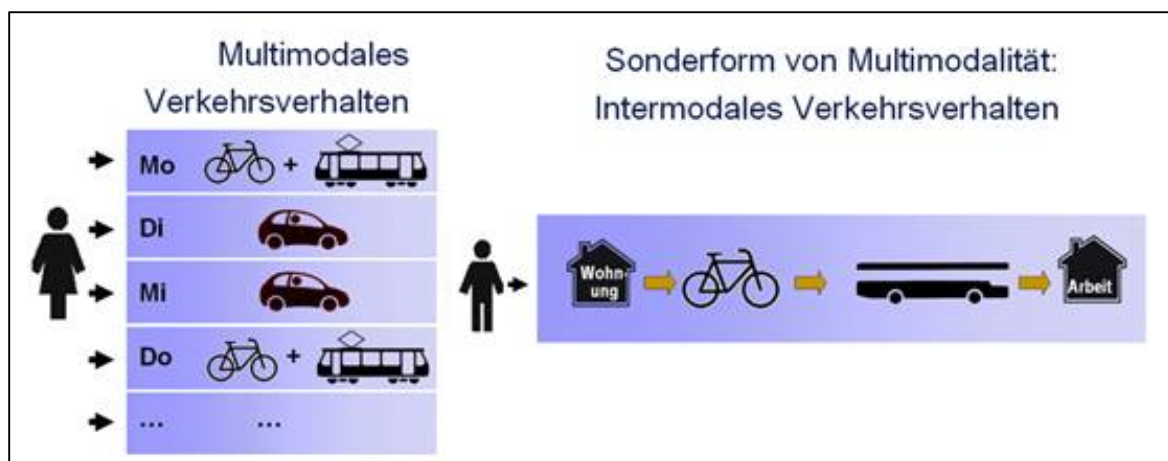 Multimodales
Verkehrsverhalten
Mo +
Di
Mi
Do +
... ...
Sonderform von Multimodalität:
Intermodales Verkehrsverhalten
Wohn-
ung
Arbeit